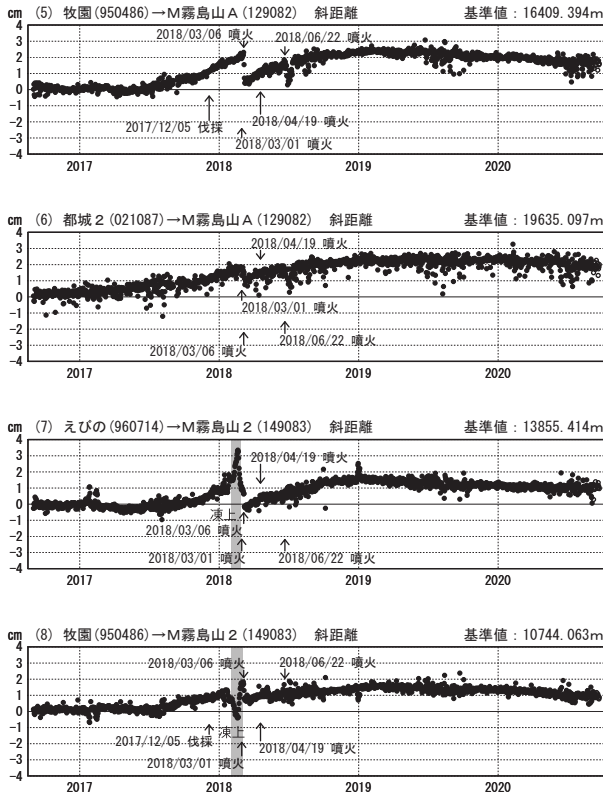 cm (5) 牧園(950486)→M霧島山A(129082) 斜距離 基準値：16409.394m
4
3
2
1
0
-1
-2
-3
-4
2018/03/06 噴火
2018/06/22 噴火
2017/12/05 伐採
2018/04/19 噴火
2018/03/01 噴火
2017 2018 2019 2020
cm (6) 都城2(021087)→M霧島山A(129082) 斜距離 基準値：19635.097m
4
3
2
1
0
-1
-2
-3
-4
2018/04/19 噴火
2018/03/01噴火
2018/06/22 噴火
2018/03/06 噴火
2017 2018 2019 2020
cm (7) えびの(960714)→M霧島山2(149083) 斜距離 基準値：13855.414m
4
3
2
1
0
-1
-2
-3
-4
2018/04/19 噴火
凍上
2018/03/06 噴火
2018/03/01 噴火
2018/06/22 噴火
2017 2018 2019 2020
cm (8) 牧園(950486)→M霧島山2(149083) 斜距離 基準値：10744.063m
4
3
2
1
0
-1
-2
-3
-4
2018/03/06 噴火
2018/06/22 噴火
2017/12/05 伐採
凍上
2018/04/19 噴火
2018/03/01 噴火
2017 2018 2019 2020